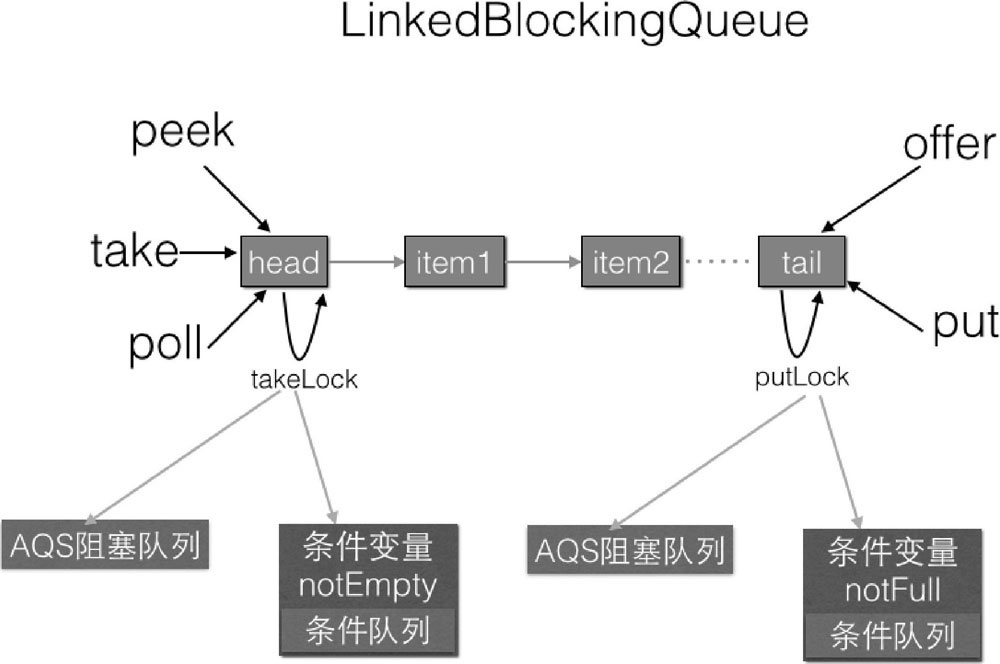 LinkedBlockingQueue
peek
offer
take
head
item1
item2
tail
poll
put
takeLock
putLock
AQS阻塞队列
条件变量
notEmpty
条件队列
AQS阻塞队列
条件变量
notFull
条件队列